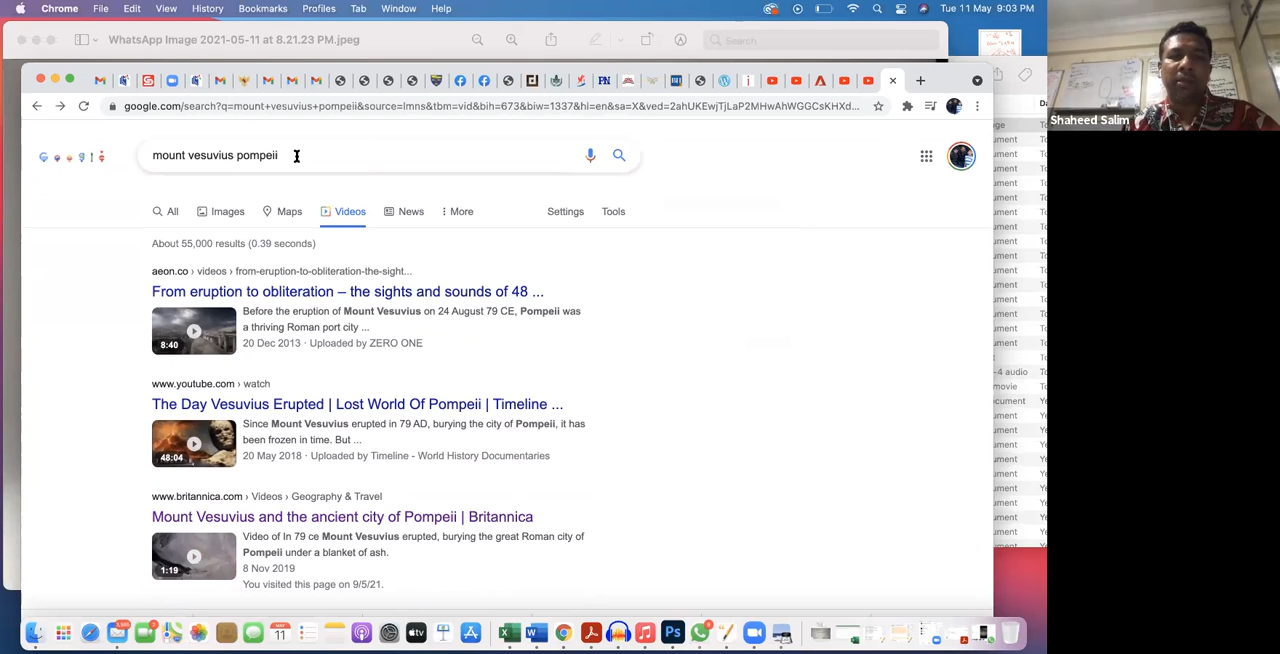 Chrome File Edit View History Bookmarks Profiles Tab Window Help Tue 11 May 9:03 PM
WhatsApp Image 2021-05-11 at 8.21.23 PM.jpeg
Search
google.com/search?q=mount+vesuvius+pompeii&source=lmns&tbm=vid&bih=673&biw=1337&hl=en&sa=X&ved=2ahUKEwjTjLaP2MHwAhWGGCsKHXd...
Shaheed Salim
mount vesuvius pompeii
All Images Maps Videos News More Settings Tools
About 55,000 results (0.39 seconds)
aeon.co › videos › from-eruption-to-obliteration-the-sight...
From eruption to obliteration – the sights and sounds of 48 ...
Before the eruption of Mount Vesuvius on 24 August 79 CE, Pompeii was
a thriving Roman port city ...
8:40
20 Dec 2013 · Uploaded by ZERO ONE
www.youtube.com › watch
The Day Vesuvius Erupted | Lost World Of Pompeii | Timeline ...
Since Mount Vesuvius erupted in 79 AD, burying the city of Pompeii, it has
been frozen in time. But ...
48:04
20 May 2018 · Uploaded by Timeline - World History Documentaries
www.britannica.com › Videos › Geography & Travel
Mount Vesuvius and the ancient city of Pompeii | Britannica
Video of In 79 ce Mount Vesuvius erupted, burying the great Roman city of
Pompeii under a blanket of ash.
1:19
8 Nov 2019
You visited this page on 9/5/21.